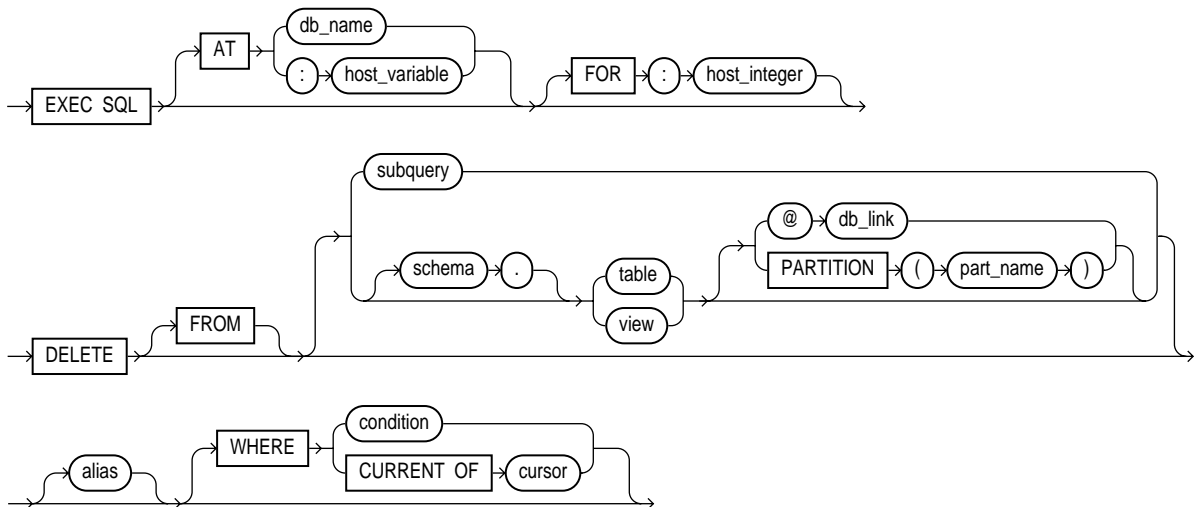 db_name
AT
: host_variable
FOR : host_integer
EXEC SQL
subquery
@ db_link
schema . table PARTITION ( part_name )
view
FROM
DELETE
condition
WHERE
alias CURRENT OF cursor